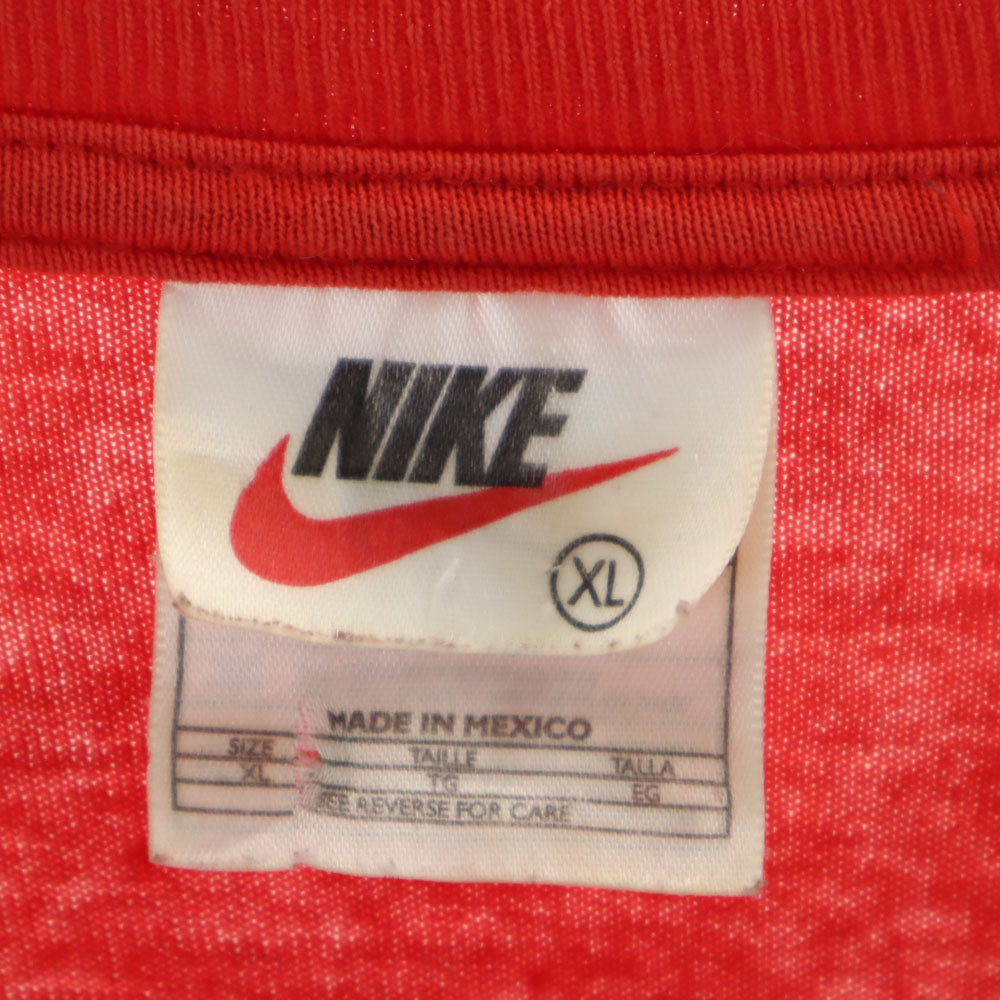 NIKE
XL
MADE IN MEXICO
SIZE TAILLE TALLA
XL TG EG
SEE REVERSE FOR CARE